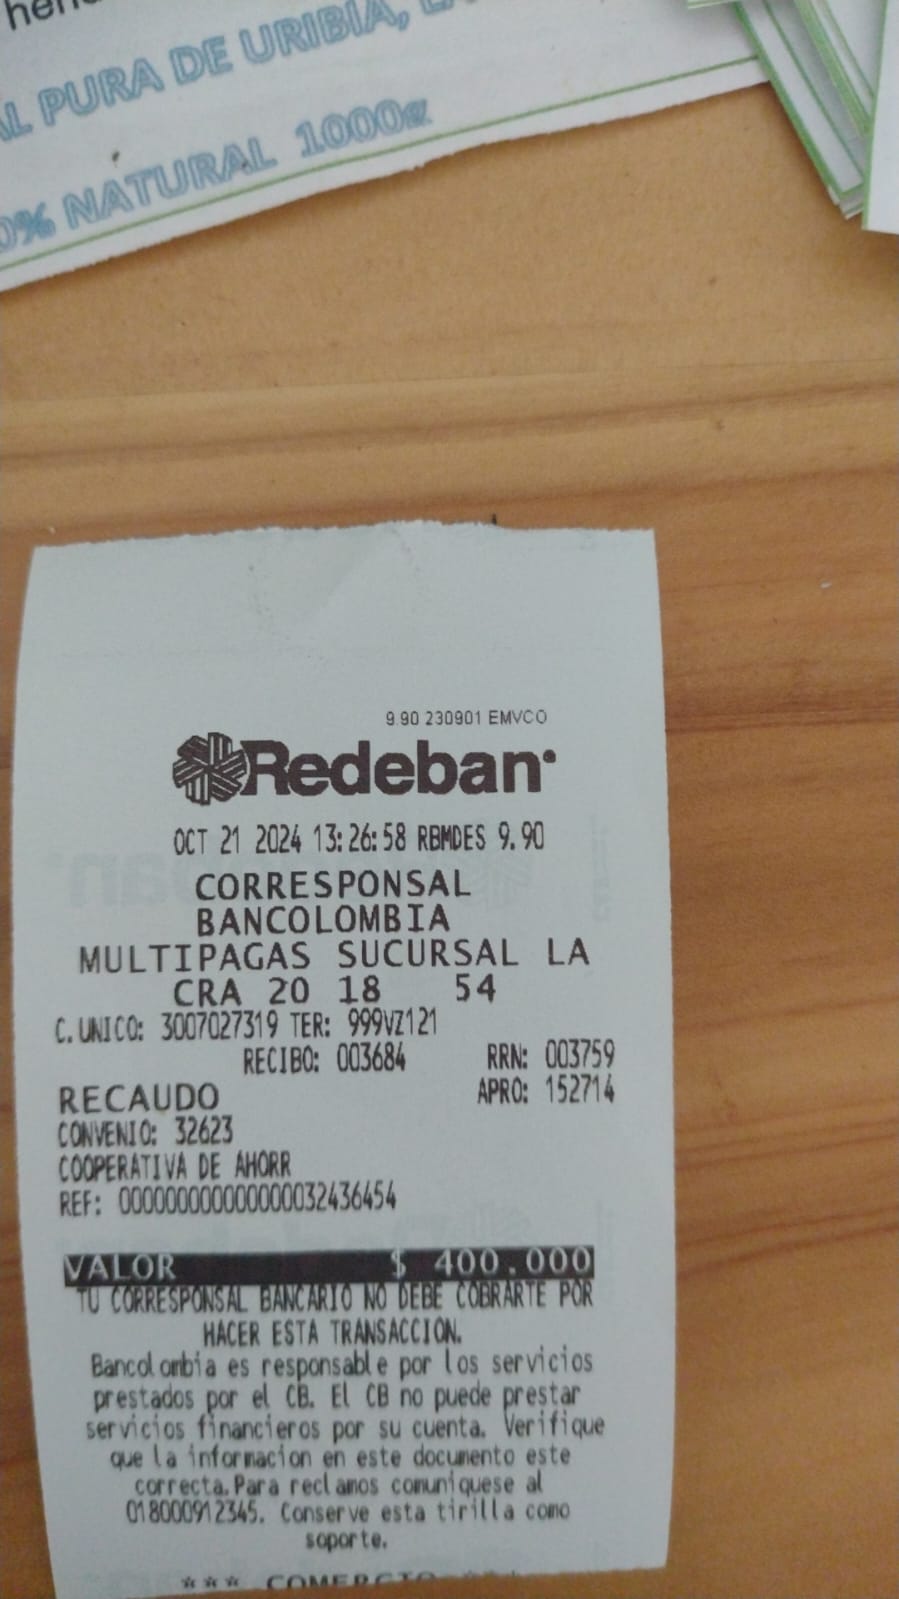 AL PURA DE URIBIA,
0% NATURAL 1000g
9.90 230901 EMVCO
Redeban
OCT 21 2024 13:26:58 RBMDES 9.90
CORRESPONSAL
BANCOLOMBIA
MULTIPAGAS SUCURSAL LA
CRA 20 18 54
C. UNICO: 3007027319 TER: 999VZ121
RECIBO: 003684 RRN: 003759
RECAUDO APRO: 152714
CONVENIO: 32623
COOPERATIVA DE AHORR
REF: 000000000000000032436454
VALOR $ 400.000
TU CORRESPONSAL BANCARIO NO DEBE COBRARTE POR
HACER ESTA TRANSACCION.
Bancolombia es responsable por los servicios
prestados por el CB. El CB no puede prestar
servicios financieros por su cuenta. Verifique
que la informacion en este documento este
correcta.Para reclamos comuniquese al
018000912345. Conserve esta tirilla como
soporte.
*** COMERCIO ***